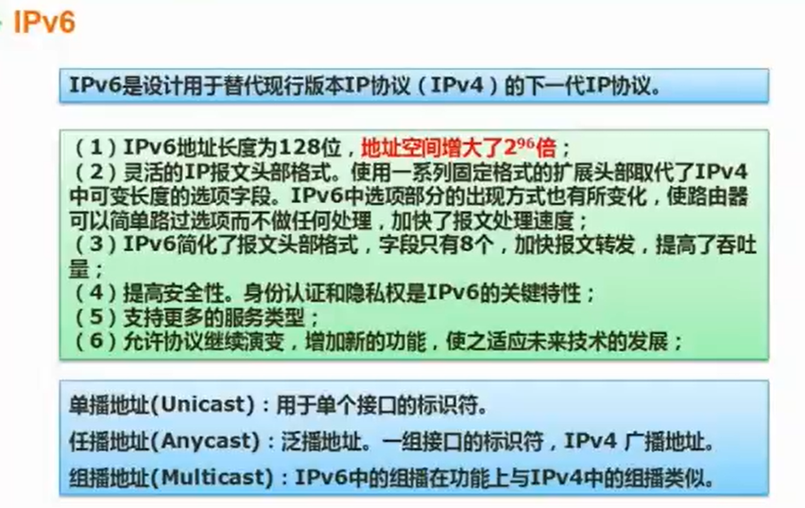 IPv6
IPv6是设计用于替代现行版本IP协议（IPv4）的下一代IP协议。
（1）IPv6地址长度为128位，地址空间增大了2⁹⁶倍；
（2）灵活的IP报文头部格式。使用一系列固定格式的扩展头部取代了IPv4
中可变长度的选项字段。IPv6中选项部分的出现方式也有所变化，使路由器
可以简单路过选项而不做任何处理，加快了报文处理速度；
（3）IPv6简化了报文头部格式，字段只有8个，加快报文转发，提高了吞吐
量；
（4）提高安全性。身份认证和隐私权是IPv6的关键特性；
（5）支持更多的服务类型；
（6）允许协议继续演变，增加新的功能，使之适应未来技术的发展；
单播地址(Unicast)：用于单个接口的标识符。
任播地址(Anycast)：泛播地址。一组接口的标识符，IPv4 广播地址。
组播地址(Multicast)：IPv6中的组播在功能上与IPv4中的组播类似。